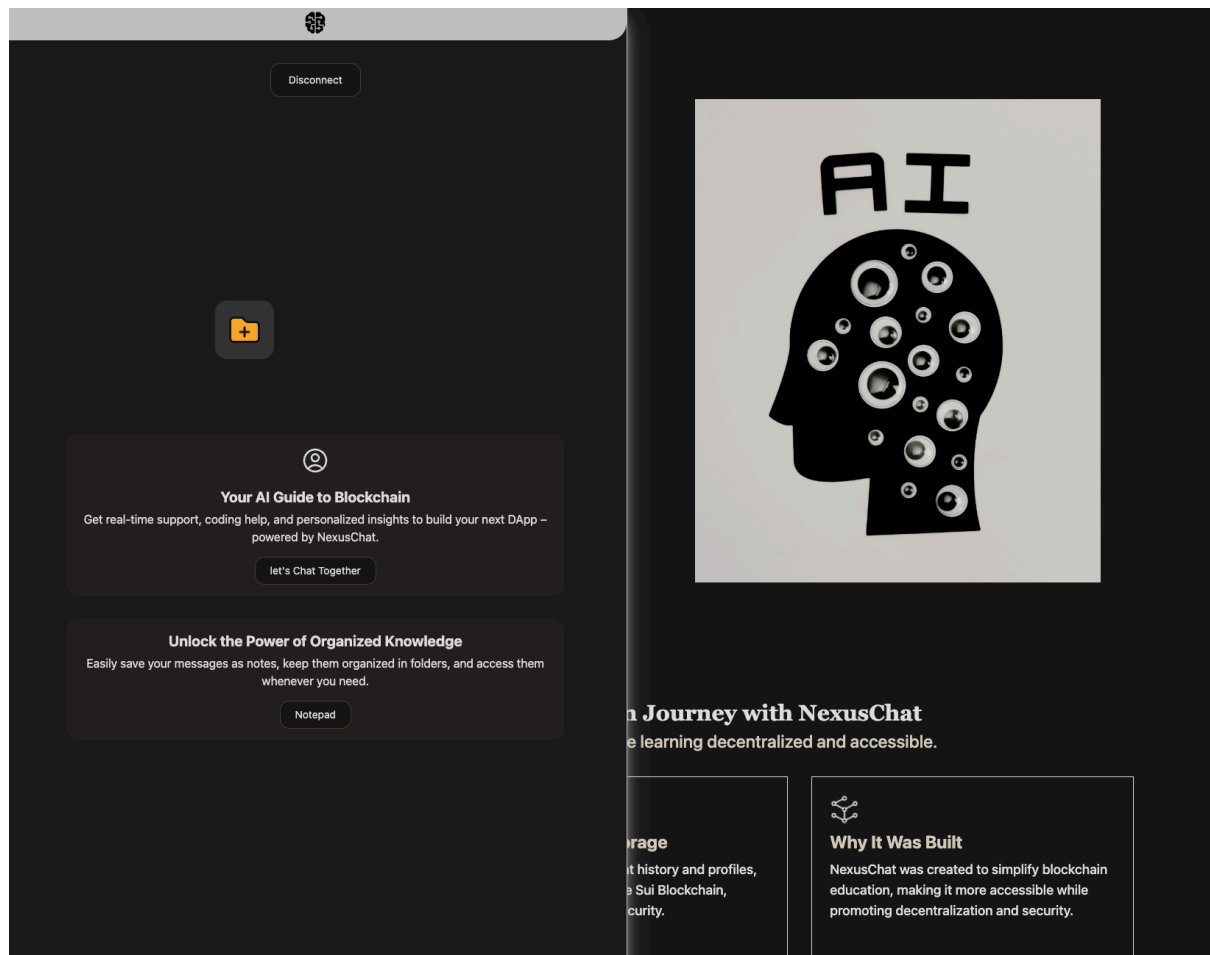 Disconnect
Your AI Guide to Blockchain
Get real-time support, coding help, and personalized insights to build your next DApp –
powered by NexusChat.
let's Chat Together
Unlock the Power of Organized Knowledge
Easily save your messages as notes, keep them organized in folders, and access them
whenever you need.
Notepad
AI
n Journey with NexusChat
e learning decentralized and accessible.
orage
at history and profiles,
e Sui Blockchain,
curity.
Why It Was Built
NexusChat was created to simplify blockchain
education, making it more accessible while
promoting decentralization and security.